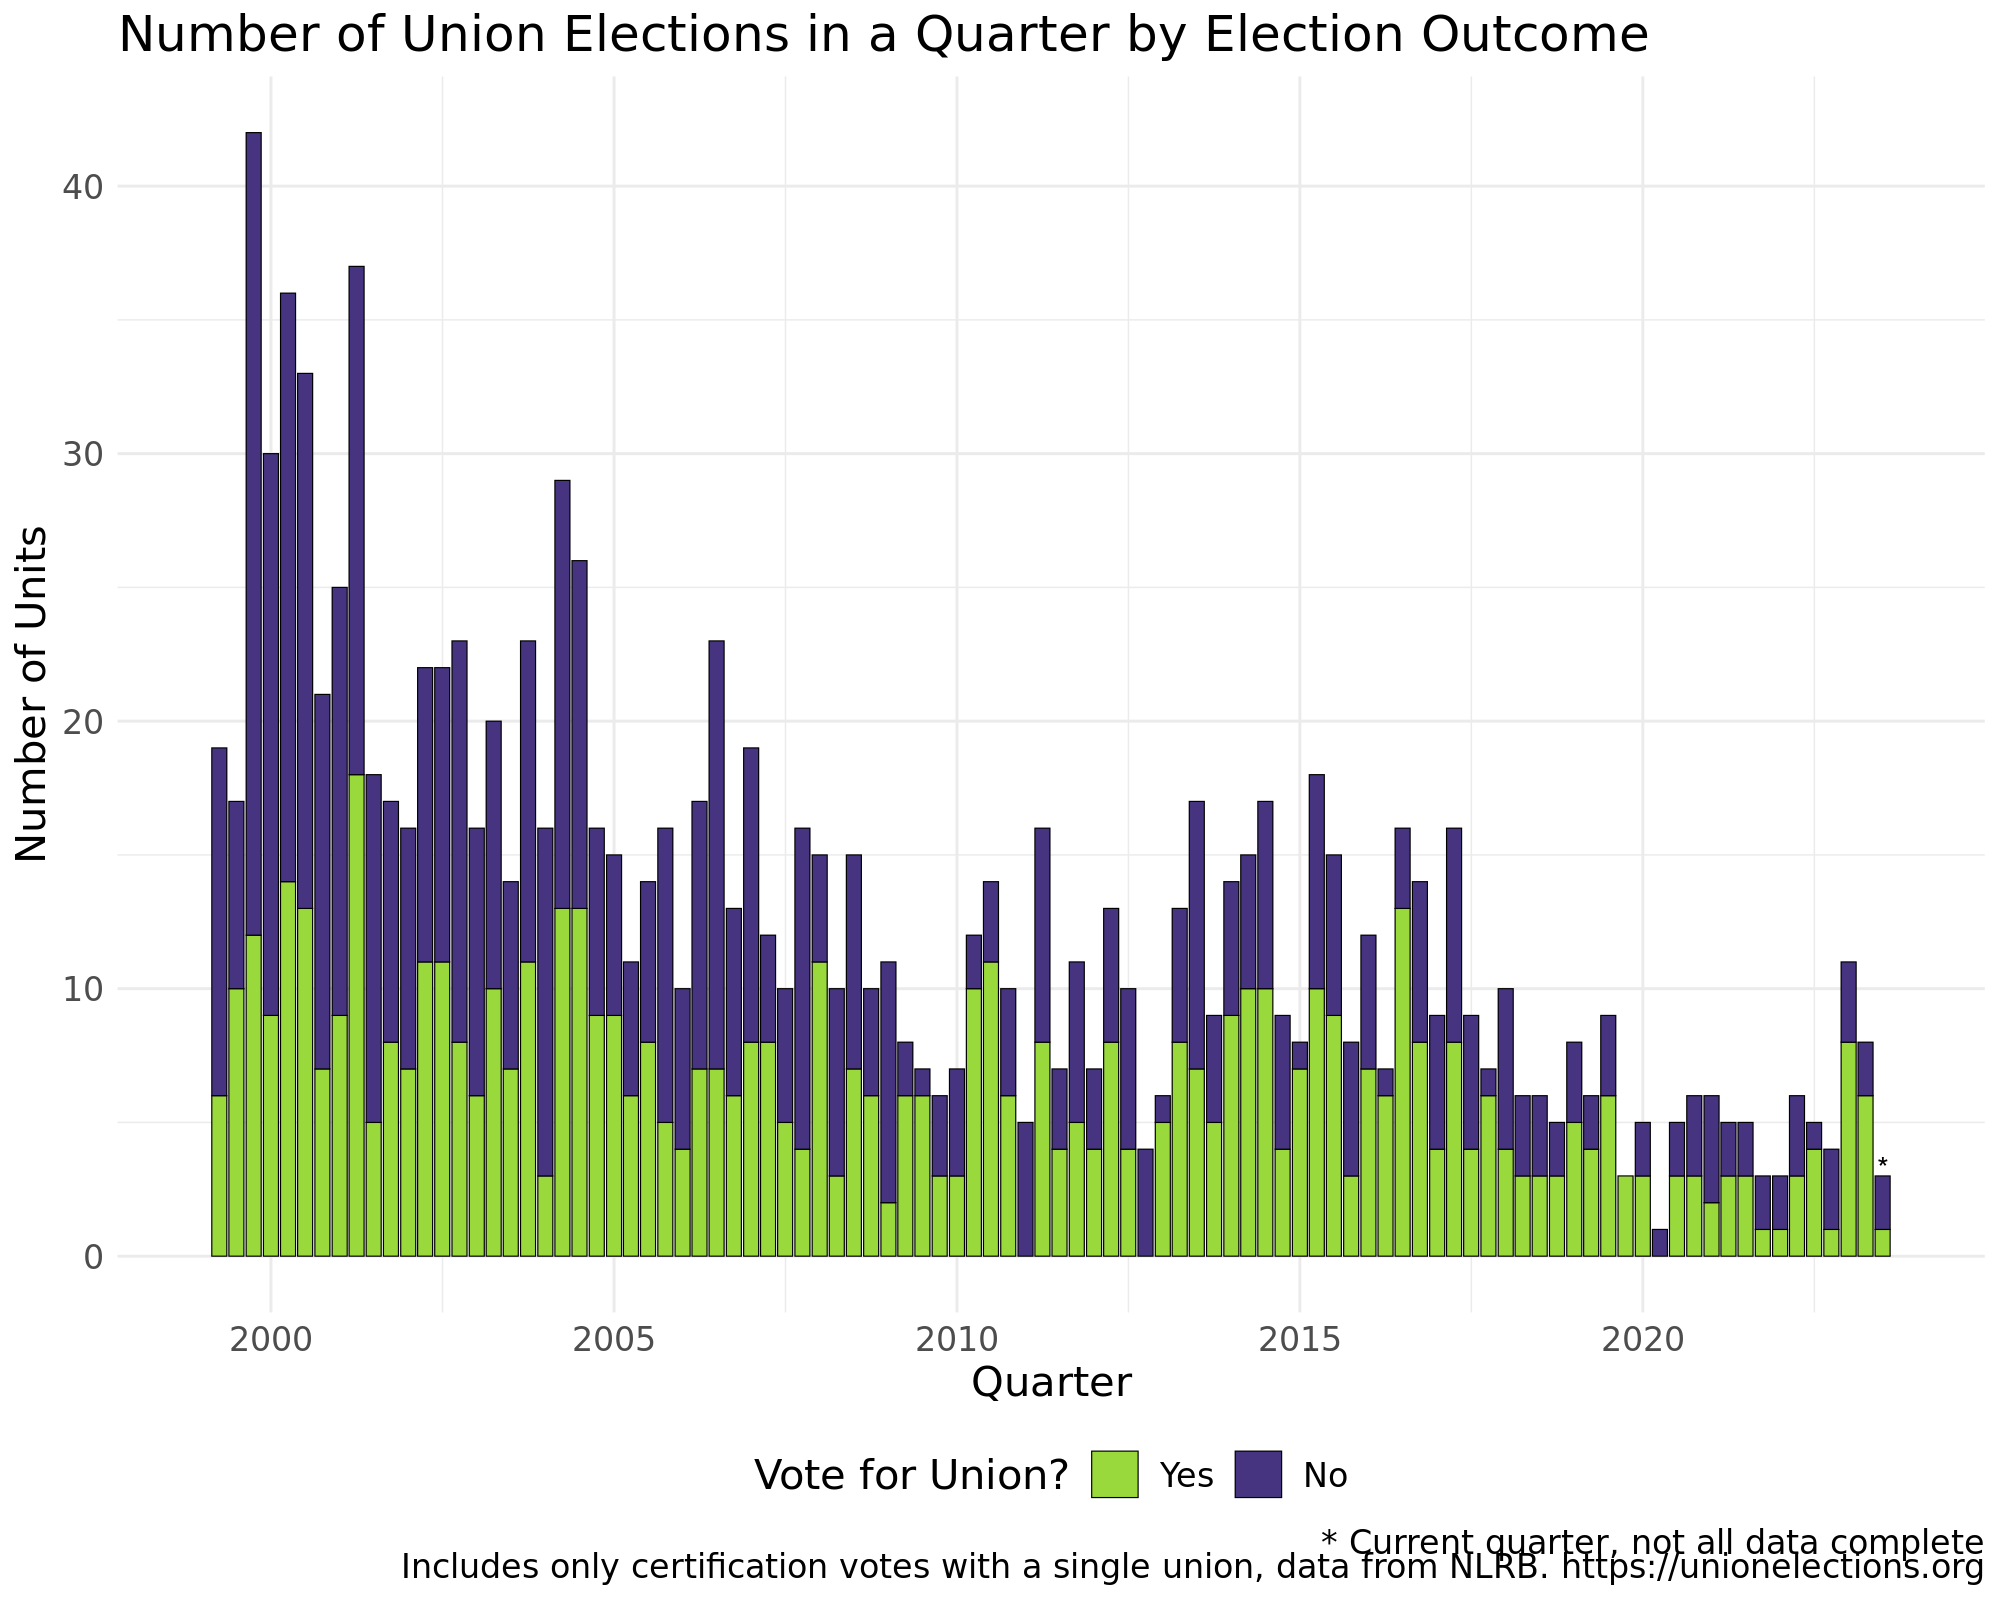 Number of Union Elections in a Quarter by Election Outcome
40
30
20
10
0
Number of Units
*
2000 2005 2010 2015 2020
Quarter
Vote for Union? Yes No
* Current quarter, not all data complete
Includes only certification votes with a single union, data from NLRB. https://unionelections.org